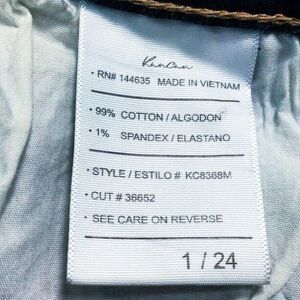 KanCan
• RN# 144635 MADE IN VIETNAM
• 99% COTTON / ALGODON
• 1% SPANDEX / ELASTANO
• STYLE / ESTILO # KC8368M
• CUT # 36652
• SEE CARE ON REVERSE
1 / 24